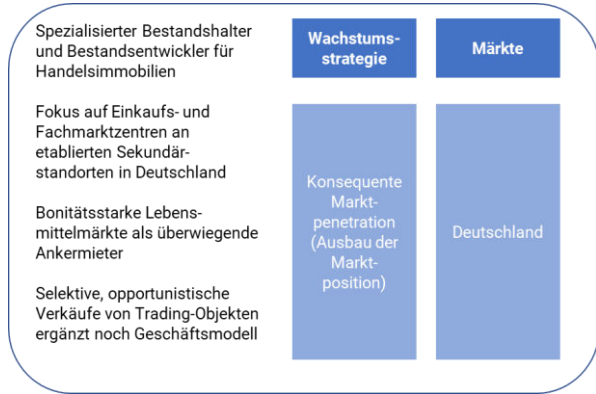 Spezialisierter Bestandshalter
und Bestandsentwickler für
Handelsimmobilien
Fokus auf Einkaufs- und
Fachmarktzentren an
etablierten Sekundär-
standorten in Deutschland
Bonitätsstarke Lebens-
mittelmärkte als überwiegende
Ankermieter
Selektive, opportunistische
Verkäufe von Trading-Objekten
ergänzt noch Geschäftsmodell
Wachstums-
strategie
Konsequente
Markt-
penetration
(Ausbau der
Markt-
position)
Märkte
Deutschland